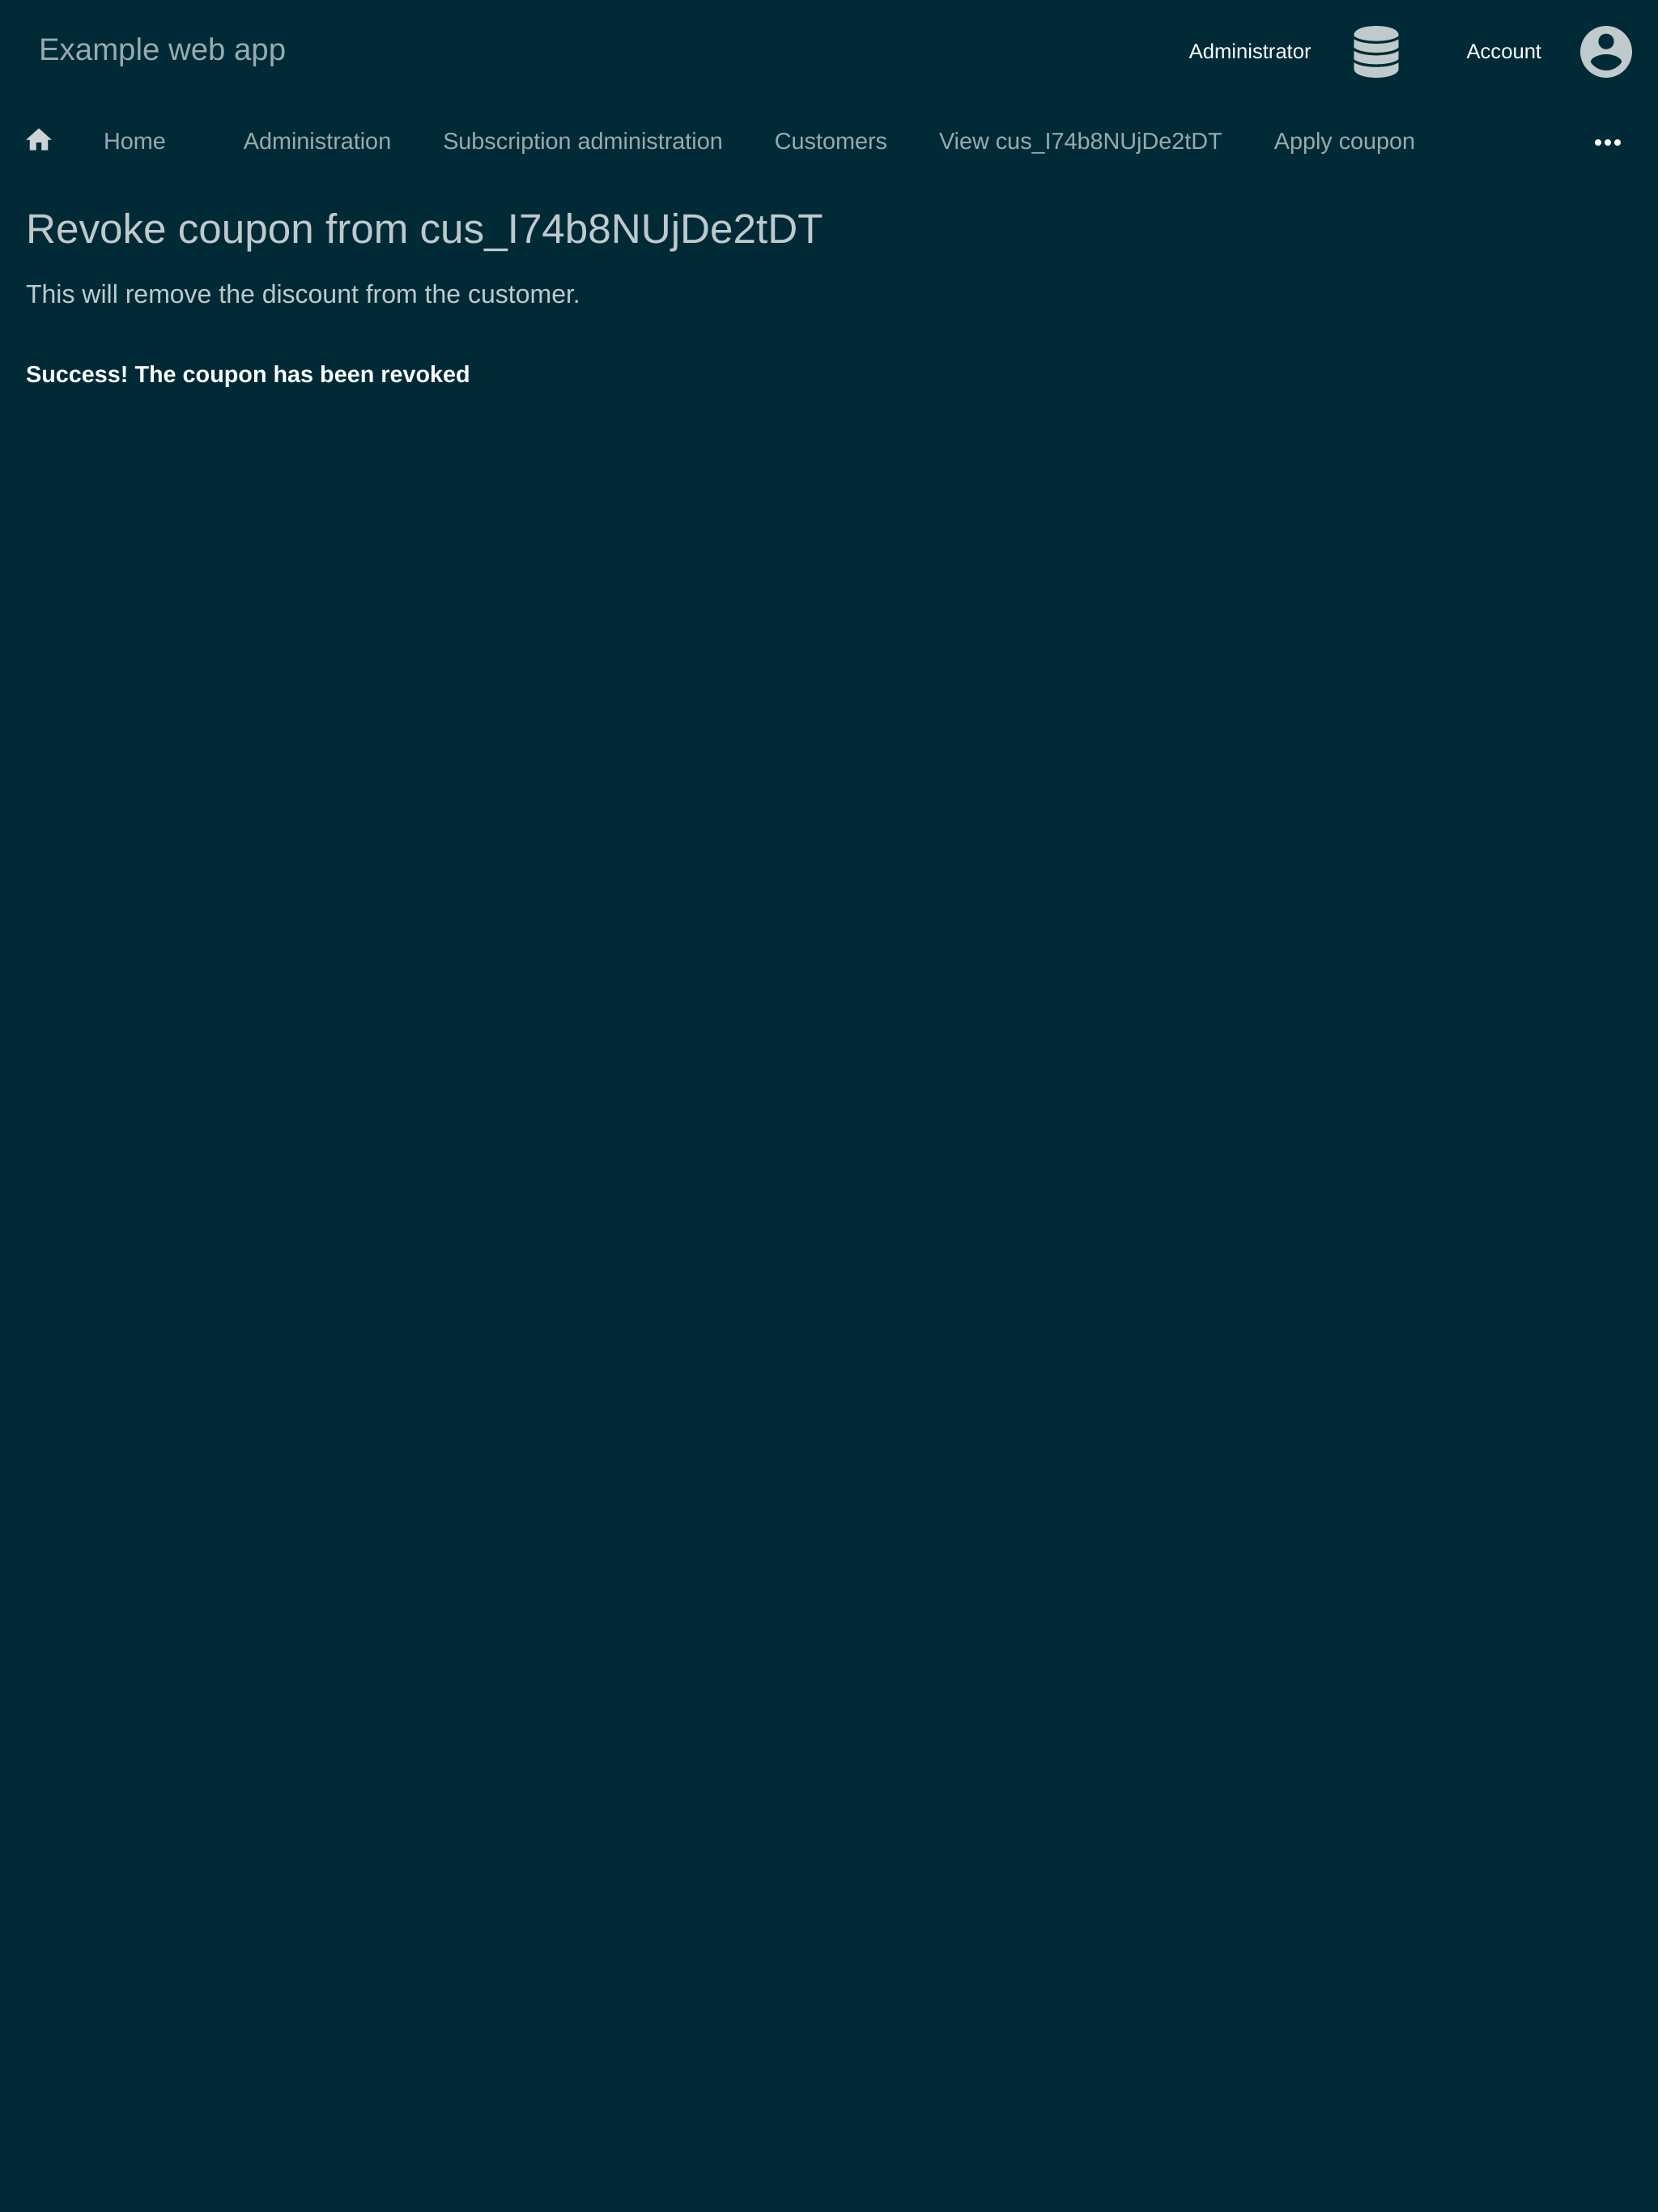 Example web app
Administrator
Account
Home Administration Subscription administration Customers View cus_I74b8NUjDe2tDT Apply coupon
Revoke coupon from cus_I74b8NUjDe2tDT
This will remove the discount from the customer.
Success! The coupon has been revoked